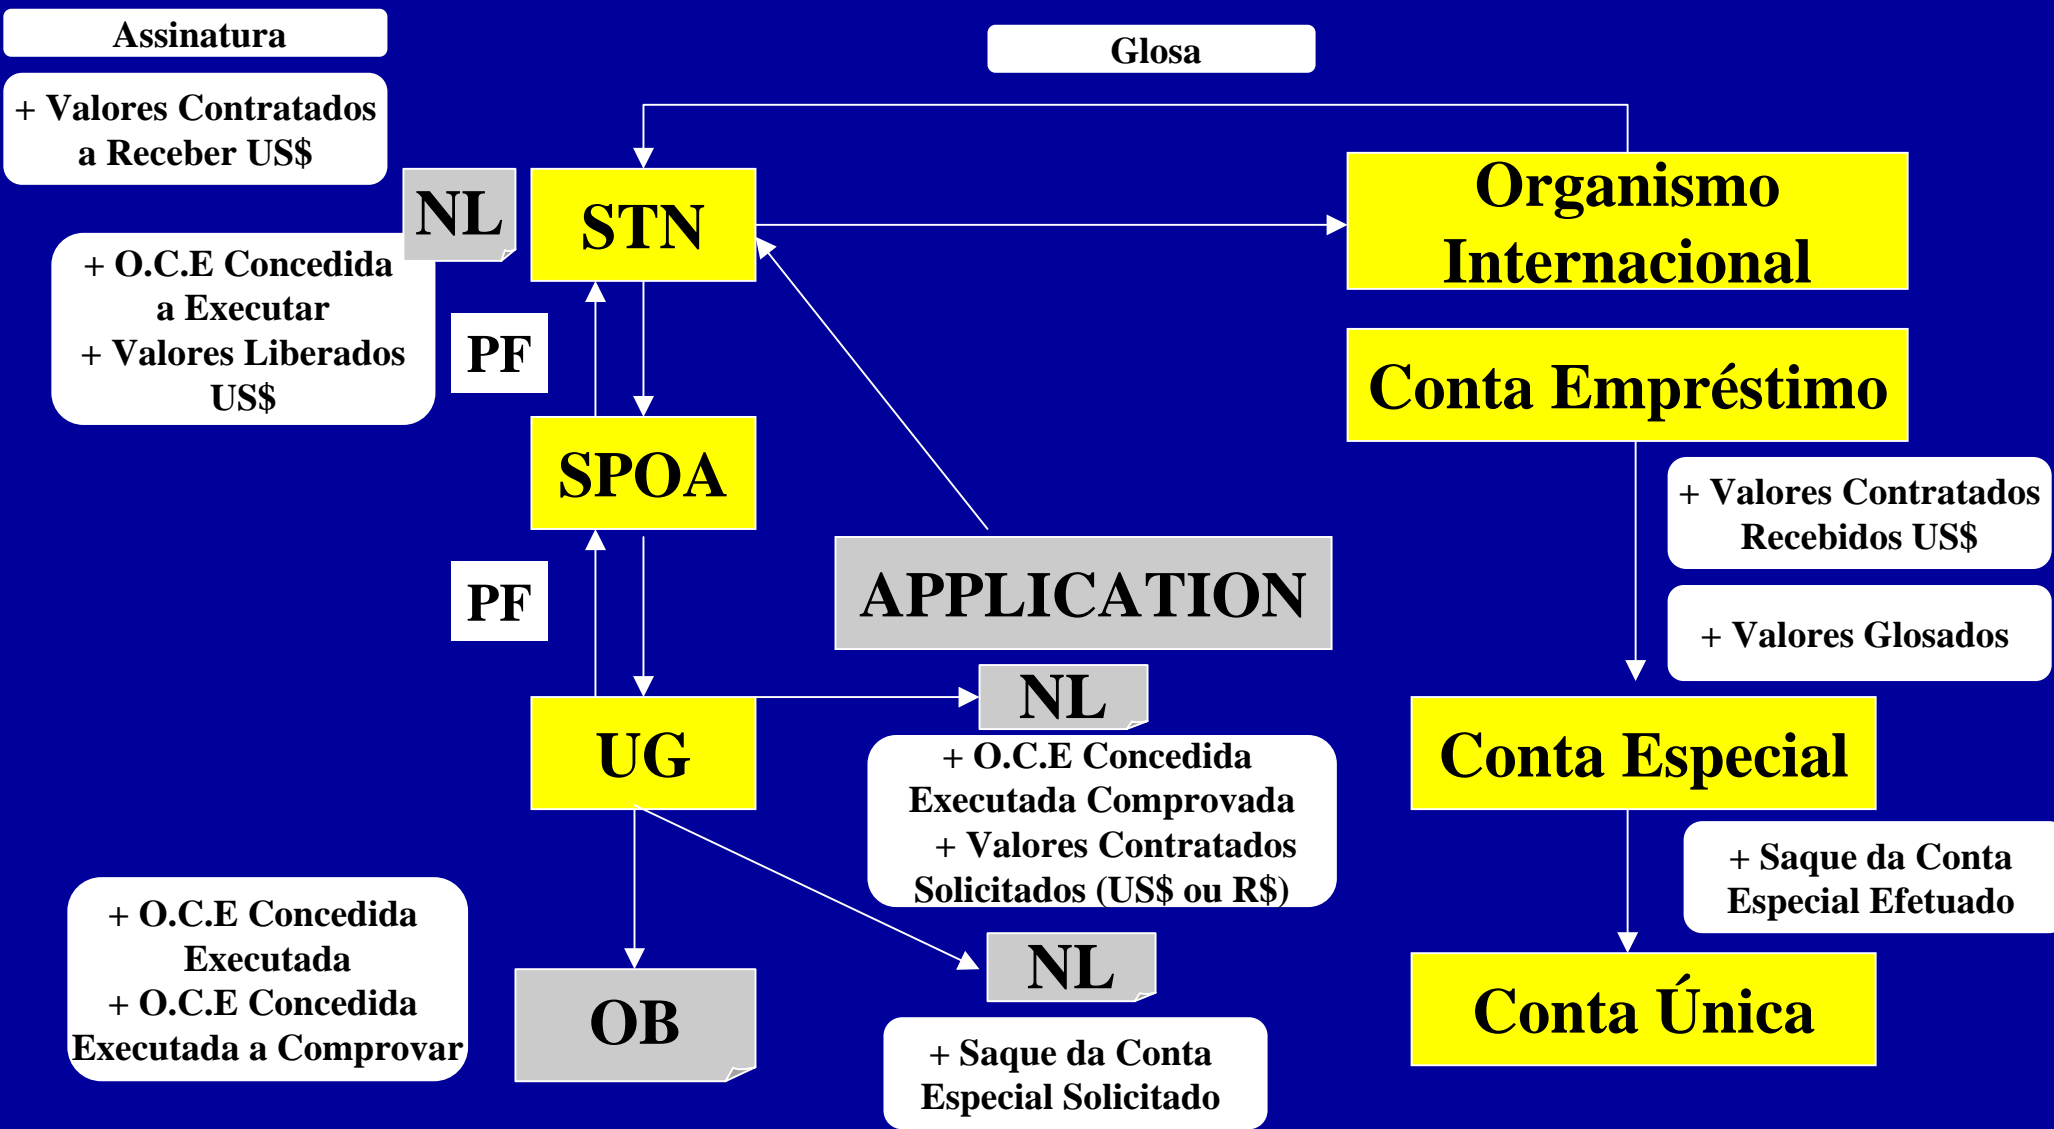 Assinatura
Glosa
+ Valores Contratados
a Receber US$
NL
STN
Organismo
Internacional
+ O.C.E Concedida
a Executar
+ Valores Liberados
US$
PF
Conta Empréstimo
SPOA
+ Valores Contratados
Recebidos US$
PF
APPLICATION
+ Valores Glosados
NL
UG
+ O.C.E Concedida
Executada Comprovada
+ Valores Contratados
Solicitados (US$ ou R$)
Conta Especial
+ Saque da Conta
Especial Efetuado
+ O.C.E Concedida
Executada
+ O.C.E Concedida
Executada a Comprovar
OB
NL
+ Saque da Conta
Especial Solicitado
Conta Única